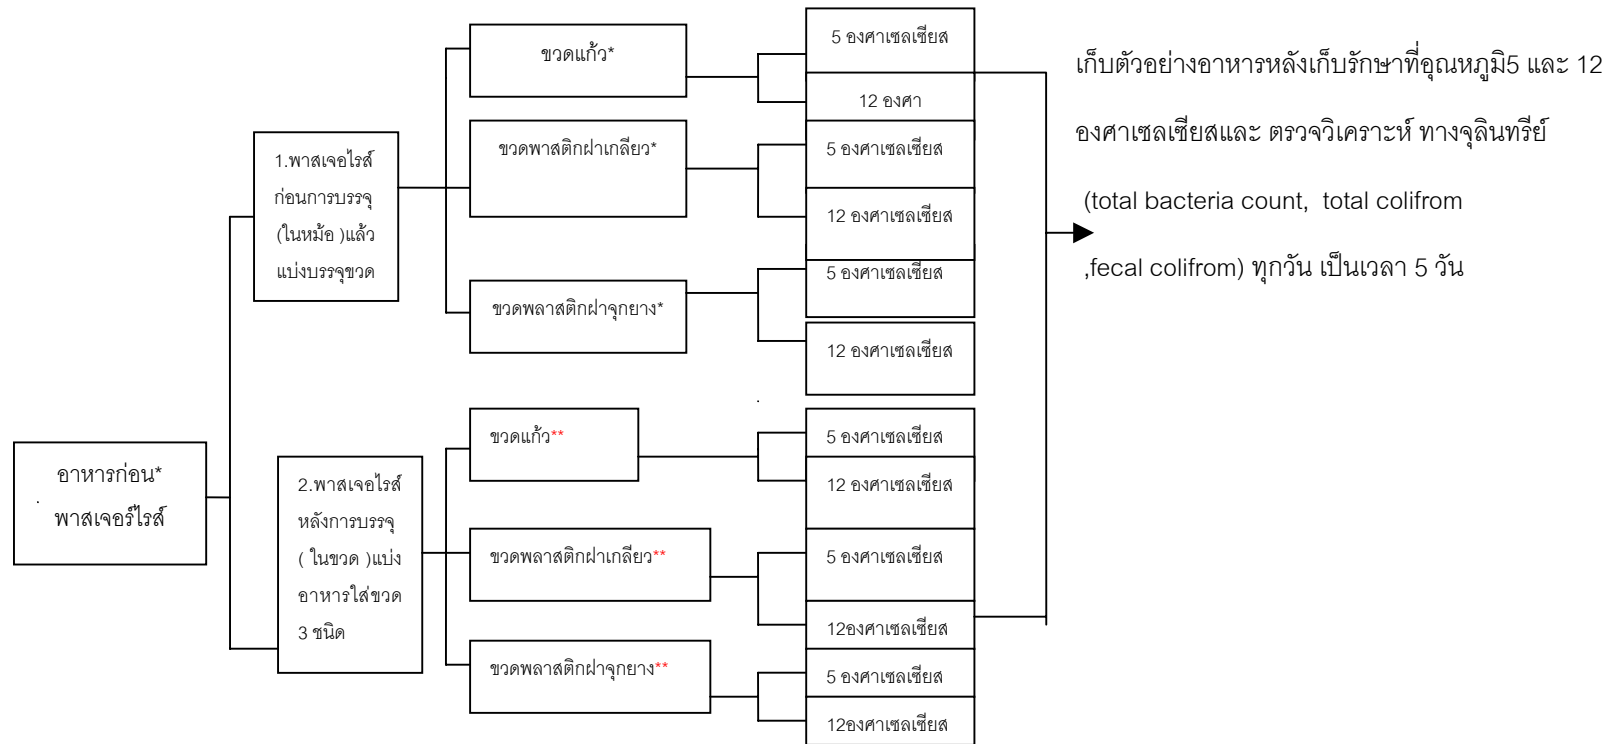 อาหารก่อน*
พาสเจอร์ไรส์
1.พาสเจอไรส์
ก่อนการบรรจุ
(ในหม้อ )แล้ว
แบ่งบรรจุขวด
ขวดแก้ว*
5 องศาเซลเซียส
12 องศา
ขวดพาสติกฝาเกลียว*
5 องศาเซลเซียส
12 องศาเซลเซียส
ขวดพลาสติกฝาจุกยาง*
5 องศาเซลเซียส
12 องศาเซลเซียส
2.พาสเจอไรส์
หลังการบรรจุ
( ในขวด )แบ่ง
อาหารใส่ขวด
3 ชนิด
ขวดแก้ว**
5 องศาเซลเซียส
12 องศาเซลเซียส
ขวดพลาสติกฝาเกลียว**
5 องศาเซลเซียส
12องศาเซลเซียส
ขวดพลาสติกฝาจุกยาง**
5 องศาเซลเซียส
12องศาเซลเซียส
เก็บตัวอย่างอาหารหลังเก็บรักษาที่อุณหภูมิ5 และ 12
องศาเซลเซียสและ ตรวจวิเคราะห์ ทางจุลินทรีย์
(total bacteria count, total colifrom
,fecal colifrom) ทุกวัน เป็นเวลา 5 วัน